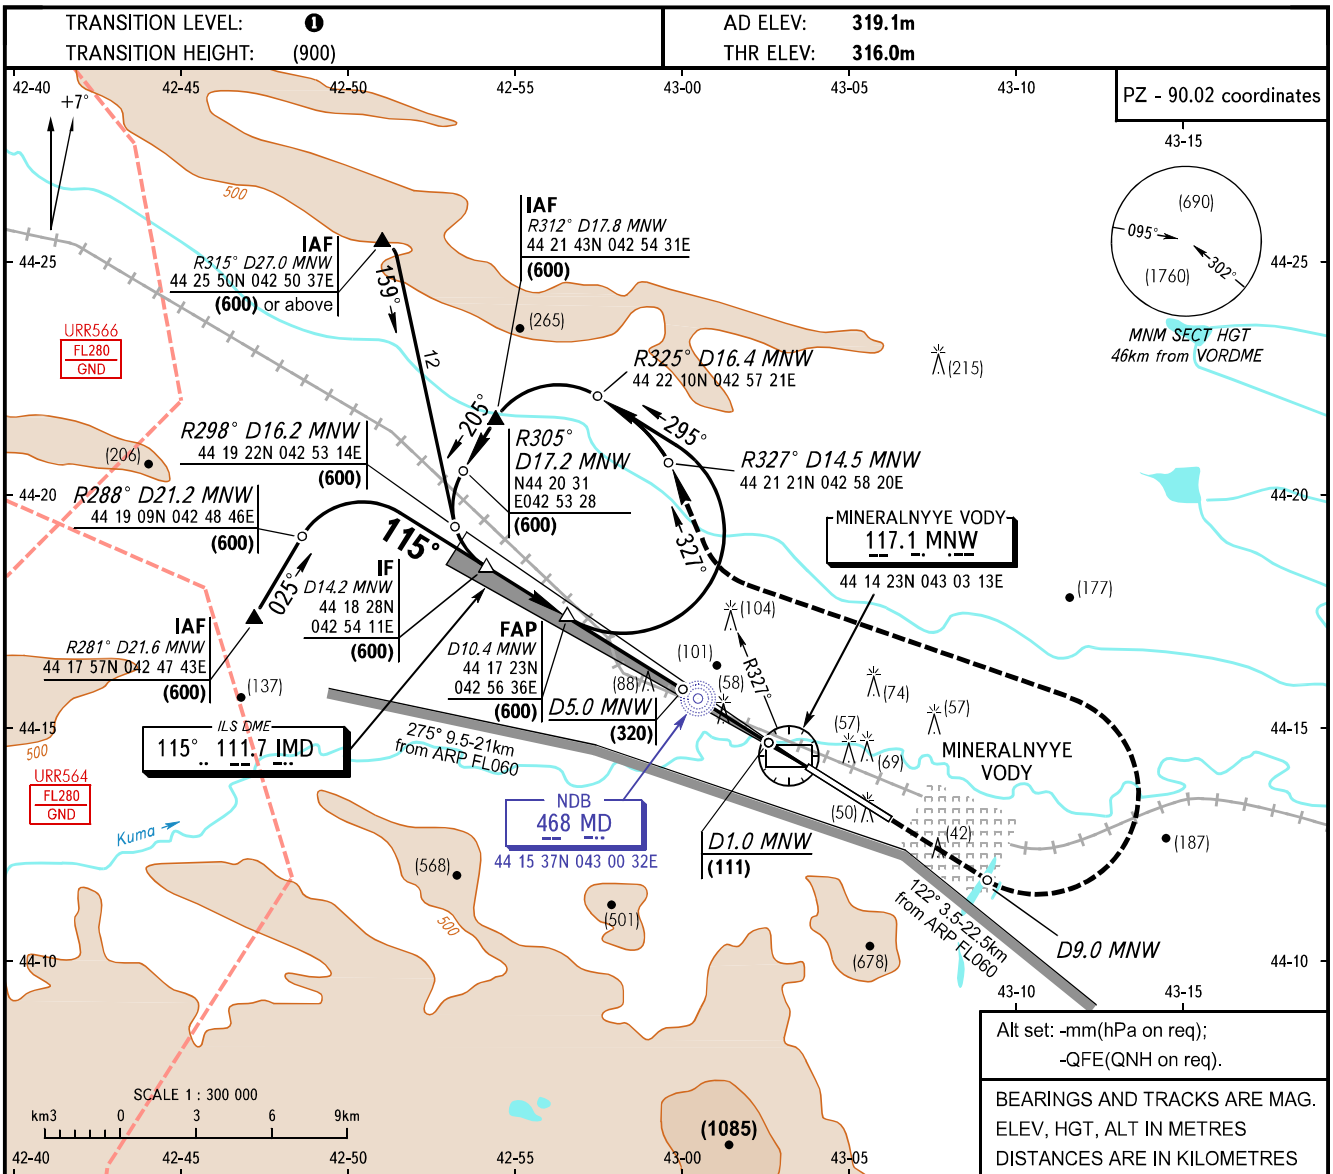 TRANSITION LEVEL: ❶
TRANSITION HEIGHT: (900)
AD ELEV: 319.1m
THR ELEV: 316.0m
42-40
42-45
42-50
42-55
43-00
43-05
43-10
PZ - 90.02 coordinates
43-15
+7°
500
(690)
095°
302°
(1760)
MNM SECT HGT
46km from VORDME
IAF
R315° D27.0 MNW
44 25 50N 042 50 37E
(600) or above
IAF
R312° D17.8 MNW
44 21 43N 042 54 31E
(600)
44-25
44-25
159°
12
(265)
URR566
FL280
GND
(215)
R325° D16.4 MNW
44 22 10N 042 57 21E
205°
295°
R298° D16.2 MNW
44 19 22N 042 53 14E
(600)
R305°
D17.2 MNW
N44 20 31
E042 53 28
(600)
R327° D14.5 MNW
44 21 21N 042 58 20E
(206)
44-20
44-20
R288° D21.2 MNW
44 19 09N 042 48 46E
(600)
115°
327°
MINERALNYYE VODY
117.1 MNW
44 14 23N 043 03 13E
025°
IF
D14.2 MNW
44 18 28N
042 54 11E
(600)
(177)
(104)
IAF
R281° D21.6 MNW
44 17 57N 042 47 43E
(600)
FAP
D10.4 MNW
44 17 23N
042 56 36E
(600)
(101)
R327°
(88)
(58)
(74)
(137)
D5.0 MNW
(320)
(57)
(57)
44-15
44-15
ILS DME
115° 111.7 IMD
275° 9.5-21km
from ARP FL060
(69)
MINERALNYYE
VODY
500
URR564
FL280
GND
NDB
468 MD
44 15 37N 043 00 32E
(50)
(42)
Kuma
D1.0 MNW
(111)
(187)
(568)
(501)
500
122° 3.5-22.5km
from ARP FL060
(678)
D9.0 MNW
44-10
44-10
43-10
43-15
Alt set: -mm(hPa on req);
-QFE(QNH on req).
SCALE 1 : 300 000
km3 0 3 6 9km
(1085)
BEARINGS AND TRACKS ARE MAG.
ELEV, HGT, ALT IN METRES
DISTANCES ARE IN KILOMETRES
42-40
42-45
42-50
42-55
43-00
43-05